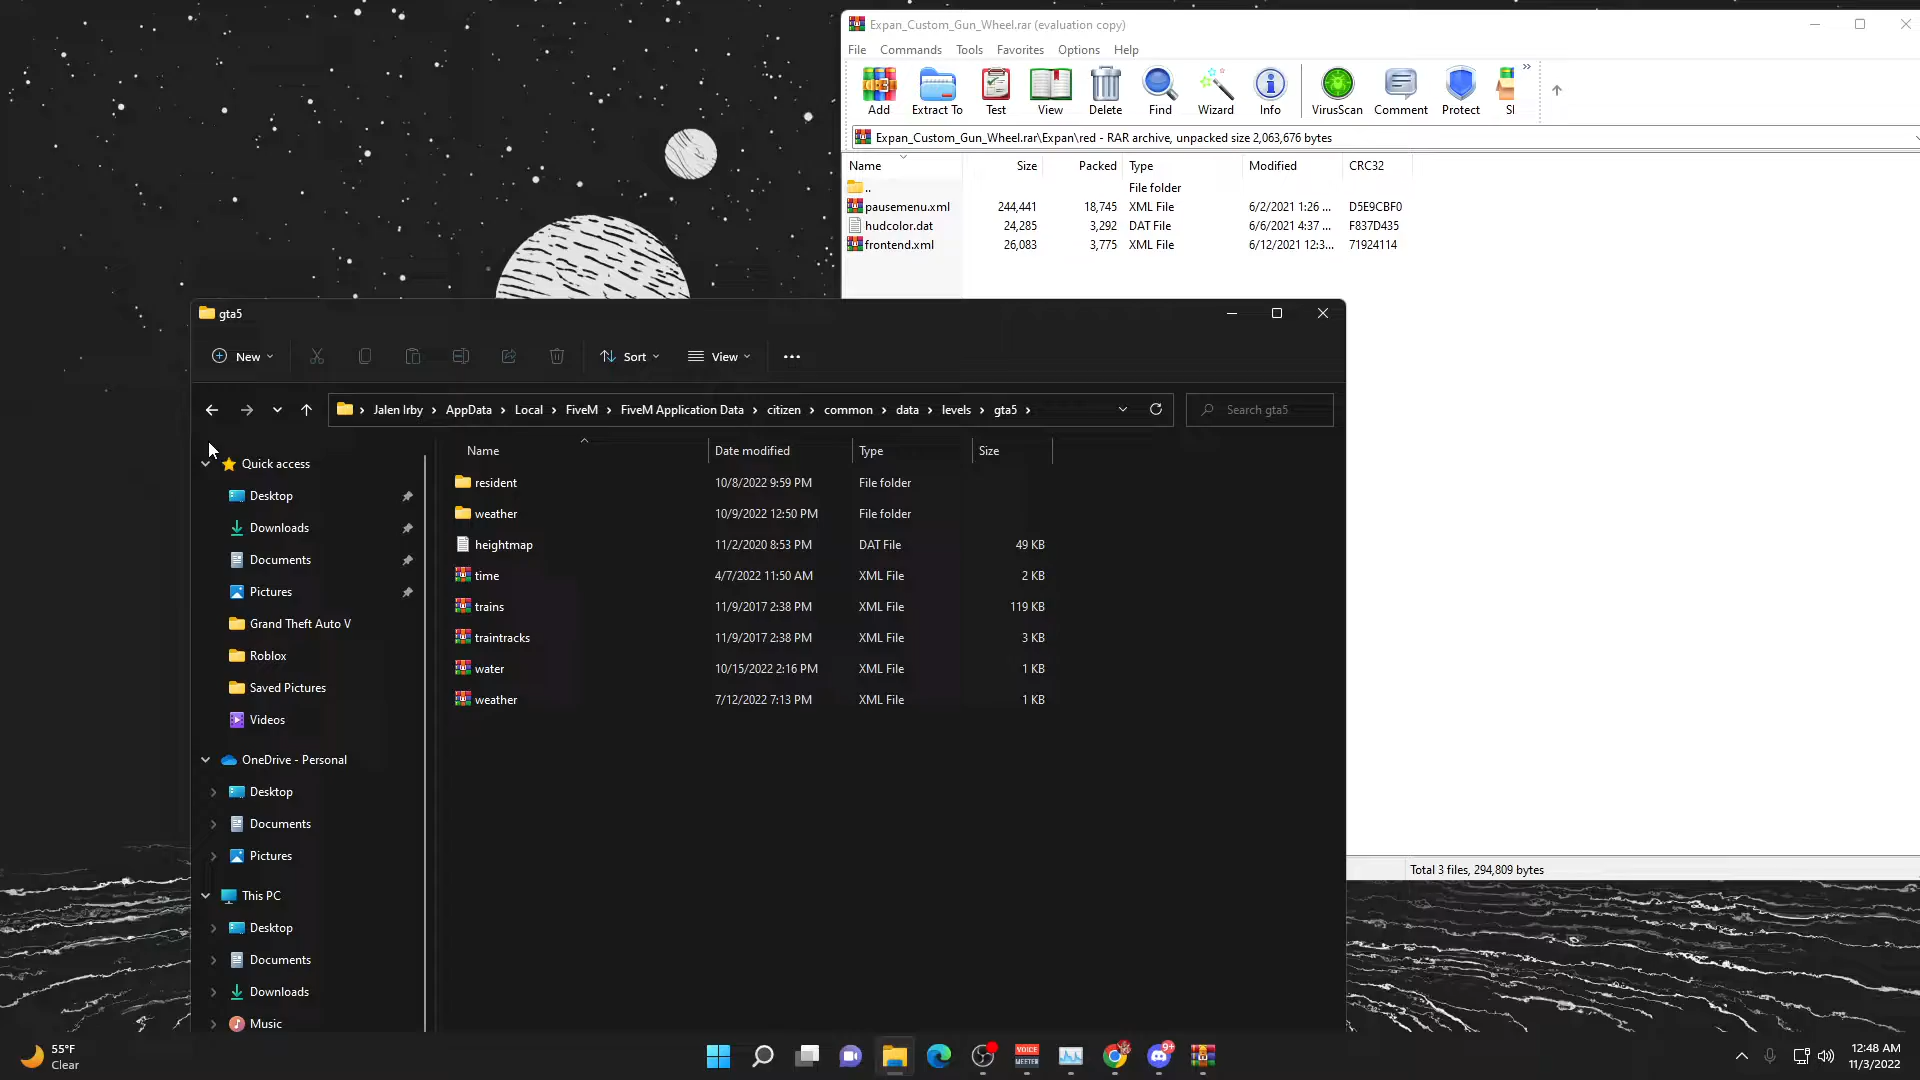 Expan_Custom_Gun_Wheel.rar (evaluation copy)
File Commands Tools Favorites Options Help
Add Extract To Test View Delete Find Wizard Info VirusScan Comment Protect SI
Expan_Custom_Gun_Wheel.rar\Expan\red - RAR archive, unpacked size 2,063,676 bytes
Name Size Packed Type Modified CRC32
.. File folder
pausemenu.xml 244,441 18,745 XML File 6/2/2021 1:26 ... D5E9CBF0
hudcolor.dat 24,285 3,292 DAT File 6/6/2021 4:37 ... F837D435
frontend.xml 26,083 3,775 XML File 6/12/2021 12:3... 71924114
Total 3 files, 294,809 bytes
gta5
New Sort View
Jalen Irby AppData Local FiveM FiveM Application Data citizen common data levels gta5
Search gta5
Name Date modified Type Size
resident 10/8/2022 9:59 PM File folder
weather 10/9/2022 12:50 PM File folder
heightmap 11/2/2020 8:53 PM DAT File 49 KB
time 4/7/2022 11:50 AM XML File 2 KB
trains 11/9/2017 2:38 PM XML File 119 KB
traintracks 11/9/2017 2:38 PM XML File 3 KB
water 10/15/2022 2:16 PM XML File 1 KB
weather 7/12/2022 7:13 PM XML File 1 KB
Quick access
Desktop
Downloads
Documents
Pictures
Grand Theft Auto V
Roblox
Saved Pictures
Videos
OneDrive - Personal
Desktop
Documents
Pictures
This PC
Desktop
Documents
Downloads
Music
55°F
Clear
VOICE
MEETER
9+
12:48 AM
11/3/2022